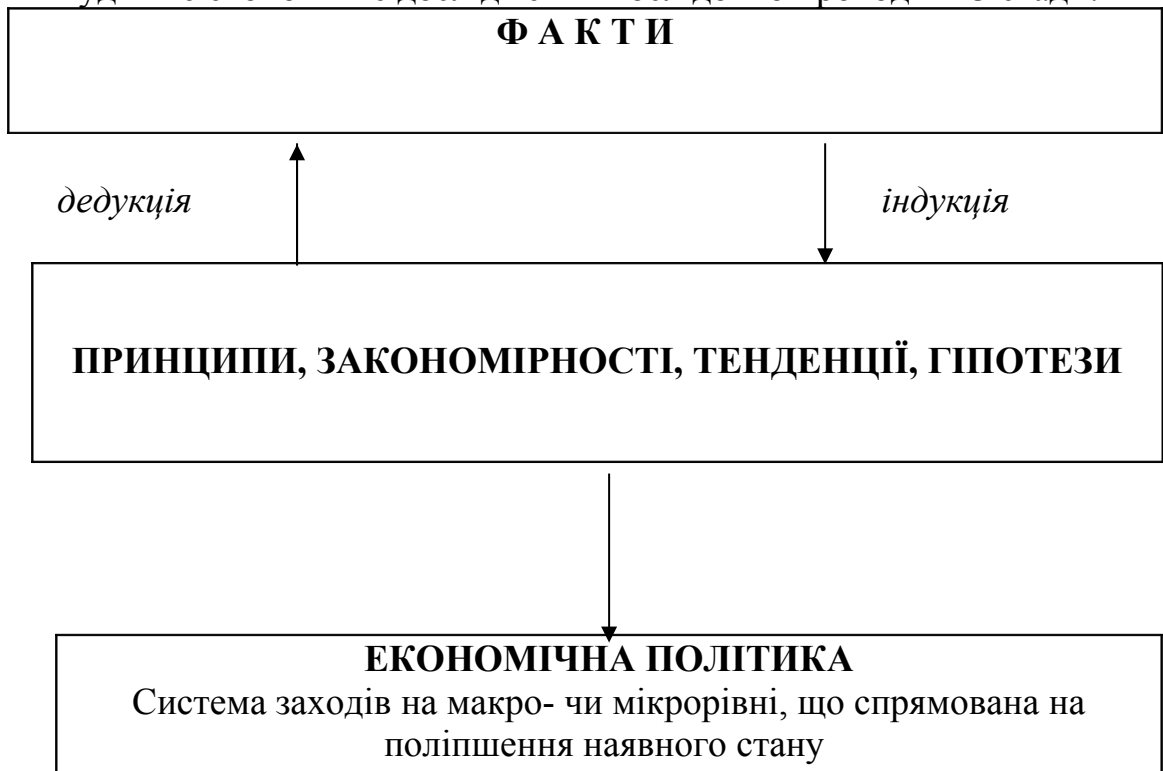 Ф А К Т И
дедукція
індукція
ПРИНЦИПИ, ЗАКОНОМІРНОСТІ, ТЕНДЕНЦІЇ, ГІПОТЕЗИ
ЕКОНОМІЧНА ПОЛІТИКА
Система заходів на макро- чи мікрорівні, що спрямована на
поліпшення наявного стану